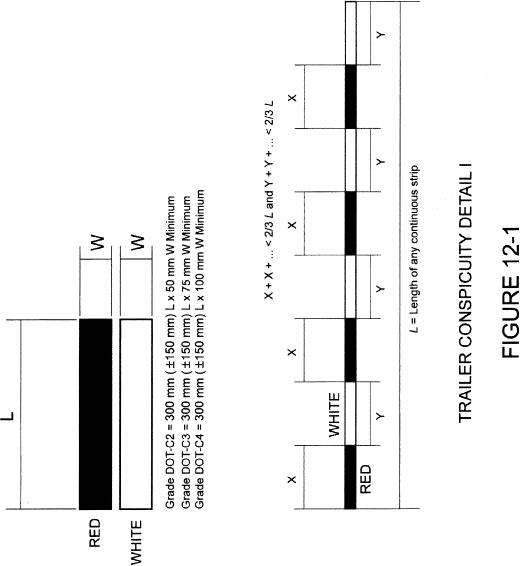 L
RED
W
WHITE
W
Grade DOT-C2 = 300 mm (±150 mm) L x 50 mm W Minimum
Grade DOT-C3 = 300 mm (±150 mm) L x 75 mm W Minimum
Grade DOT-C4 = 300 mm (±150 mm) L x 100 mm W Minimum
X + X + ... < 2/3 L and Y + Y + ... < 2/3 L
X X X X
WHITE
RED
Y Y Y Y
L = Length of any continuous strip
TRAILER CONSPICUITY DETAIL I
FIGURE 12-1